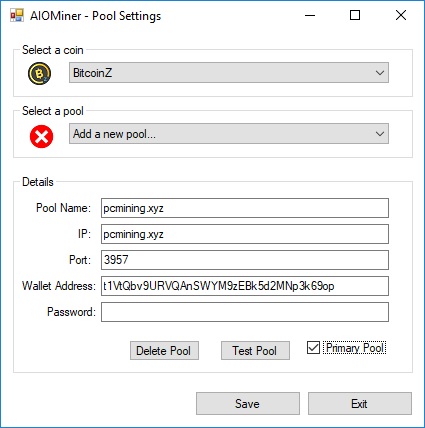 AIOMiner - Pool Settings
Select a coin
BitcoinZ
Select a pool
Add a new pool...
Details
Pool Name: pcmining.xyz
IP: pcmining.xyz
Port: 3957
Wallet Address: t1VtQbv9URVQAnSWYM9zEBk5d2MNp3k69op
Password:
Delete Pool Test Pool Primary Pool
Save Exit